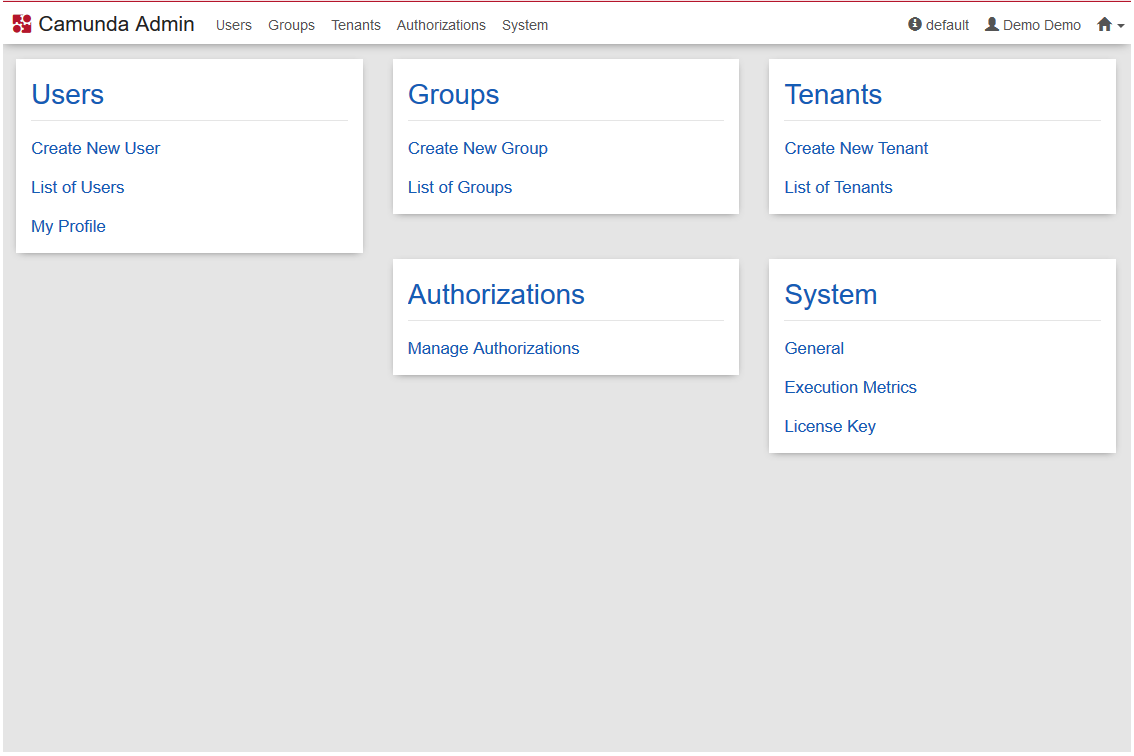 Camunda Admin Users Groups Tenants Authorizations System default Demo Demo
Users
Create New User
List of Users
My Profile
Groups
Create New Group
List of Groups
Tenants
Create New Tenant
List of Tenants
Authorizations
Manage Authorizations
System
General
Execution Metrics
License Key